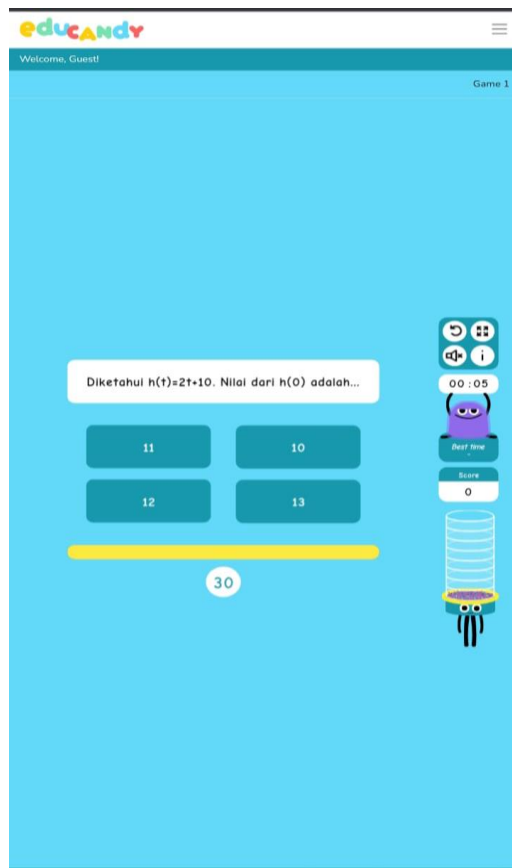 eduCANdy
Welcome, Guest!
Game 1
00 : 05
Best time
-
Score
0
Diketahui h(t)=2t+10. Nilai dari h(0) adalah...
11
10
12
13
30